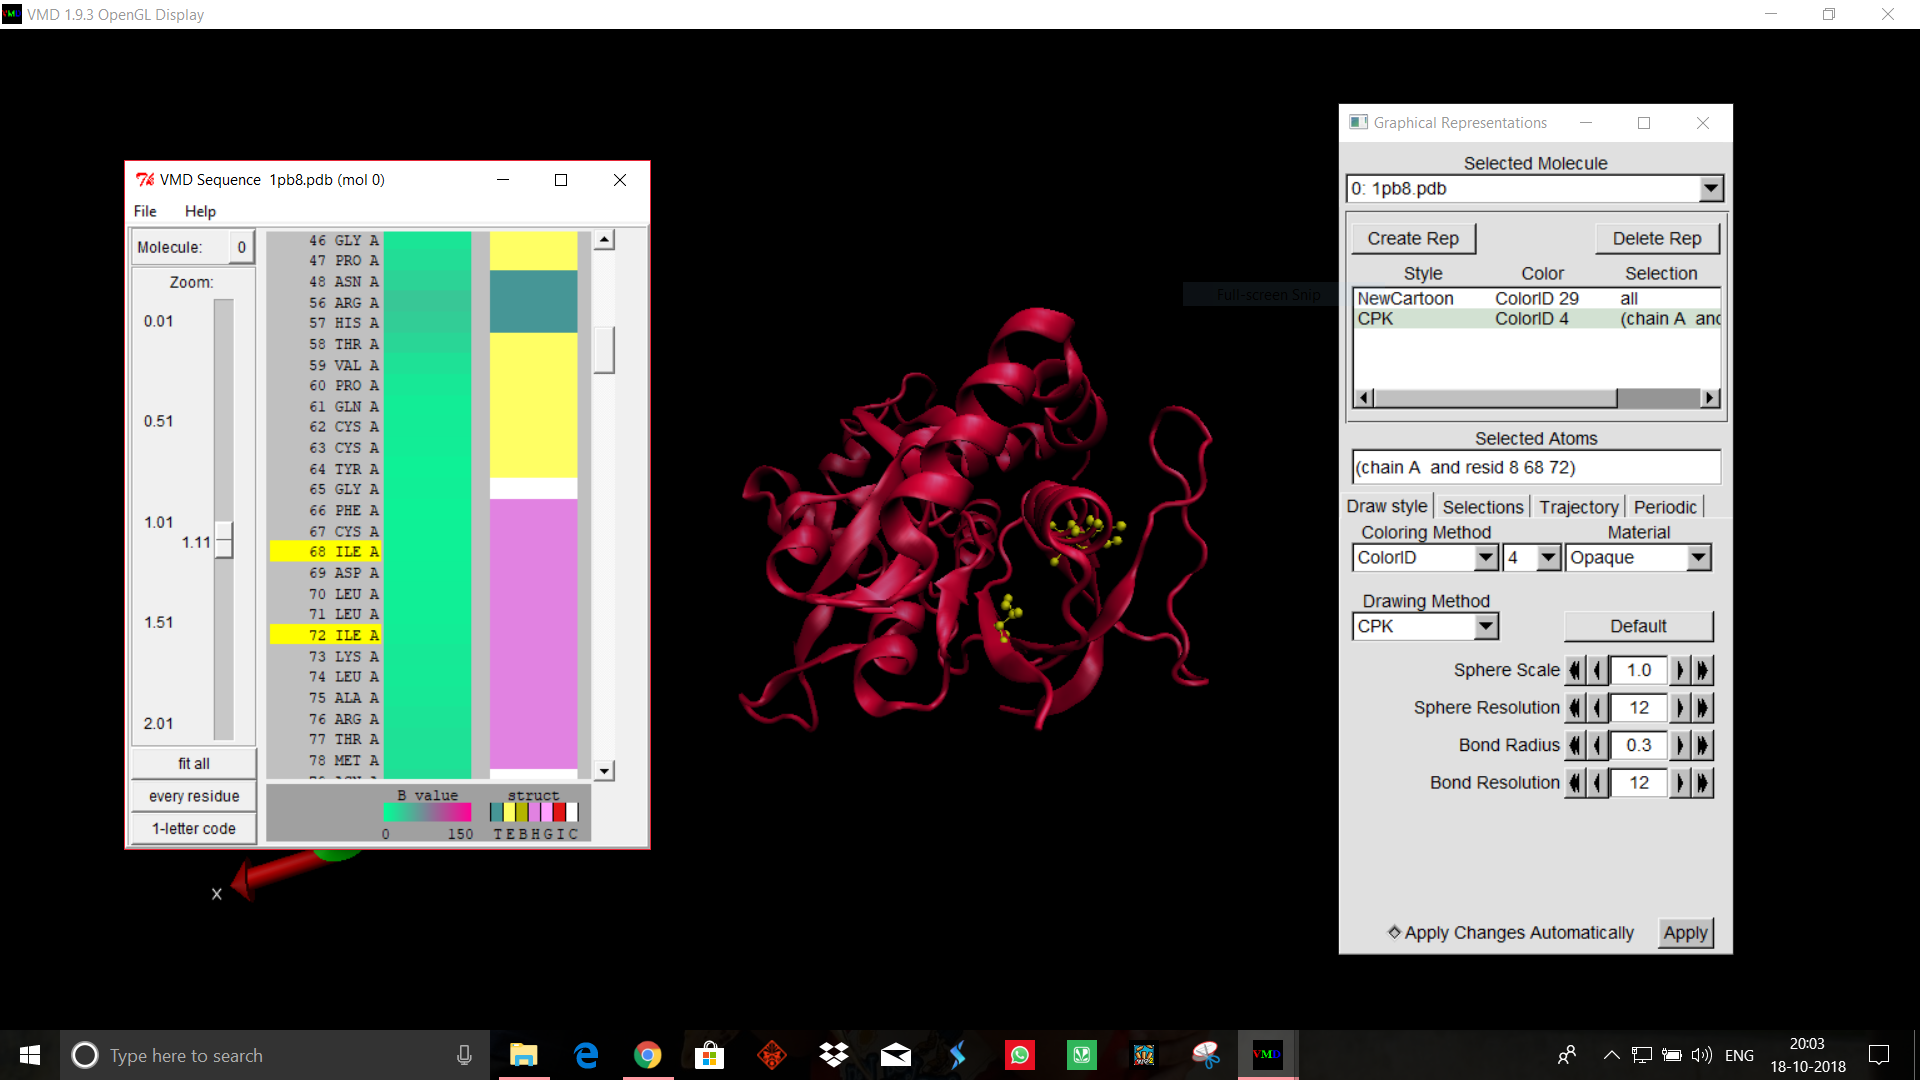 VMD 1.9.3 OpenGL Display
VMD Sequence 1pb8.pdb (mol 0)
File Help
Molecule: 0
Zoom:
0.01
0.51
1.01
1.11
1.51
2.01
fit all
every residue
1-letter code
46 GLY A
47 PRO A
48 ASN A
56 ARG A
57 HIS A
58 THR A
59 VAL A
60 PRO A
61 GLN A
62 CYS A
63 CYS A
64 TYR A
65 GLY A
66 PHE A
67 CYS A
68 ILE A
69 ASP A
70 LEU A
71 LEU A
72 ILE A
73 LYS A
74 LEU A
75 ALA A
76 ARG A
77 THR A
78 MET A
B value struct
0 150 T E B H G I C
x
Full-screen Snip
Graphical Representations
Selected Molecule
0: 1pb8.pdb
Create Rep Delete Rep
Style Color Selection
NewCartoon ColorID 29 all
CPK ColorID 4 (chain A and
Selected Atoms
(chain A and resid 8 68 72)
Draw style Selections Trajectory Periodic
Coloring Method Material
ColorID 4 Opaque
Drawing Method
CPK Default
Sphere Scale 1.0
Sphere Resolution 12
Bond Radius 0.3
Bond Resolution 12
Apply Changes Automatically Apply
Type here to search
VMD
ENG
20:03
18-10-2018